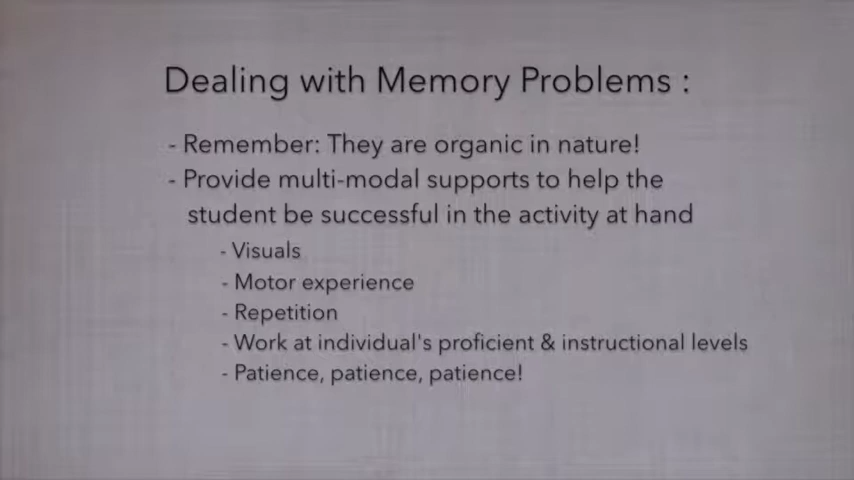 Dealing with Memory Problems :
- Remember: They are organic in nature!
- Provide multi-modal supports to help the
student be successful in the activity at hand
- Visuals
- Motor experience
- Repetition
- Work at individual's proficient & instructional levels
- Patience, patience, patience!